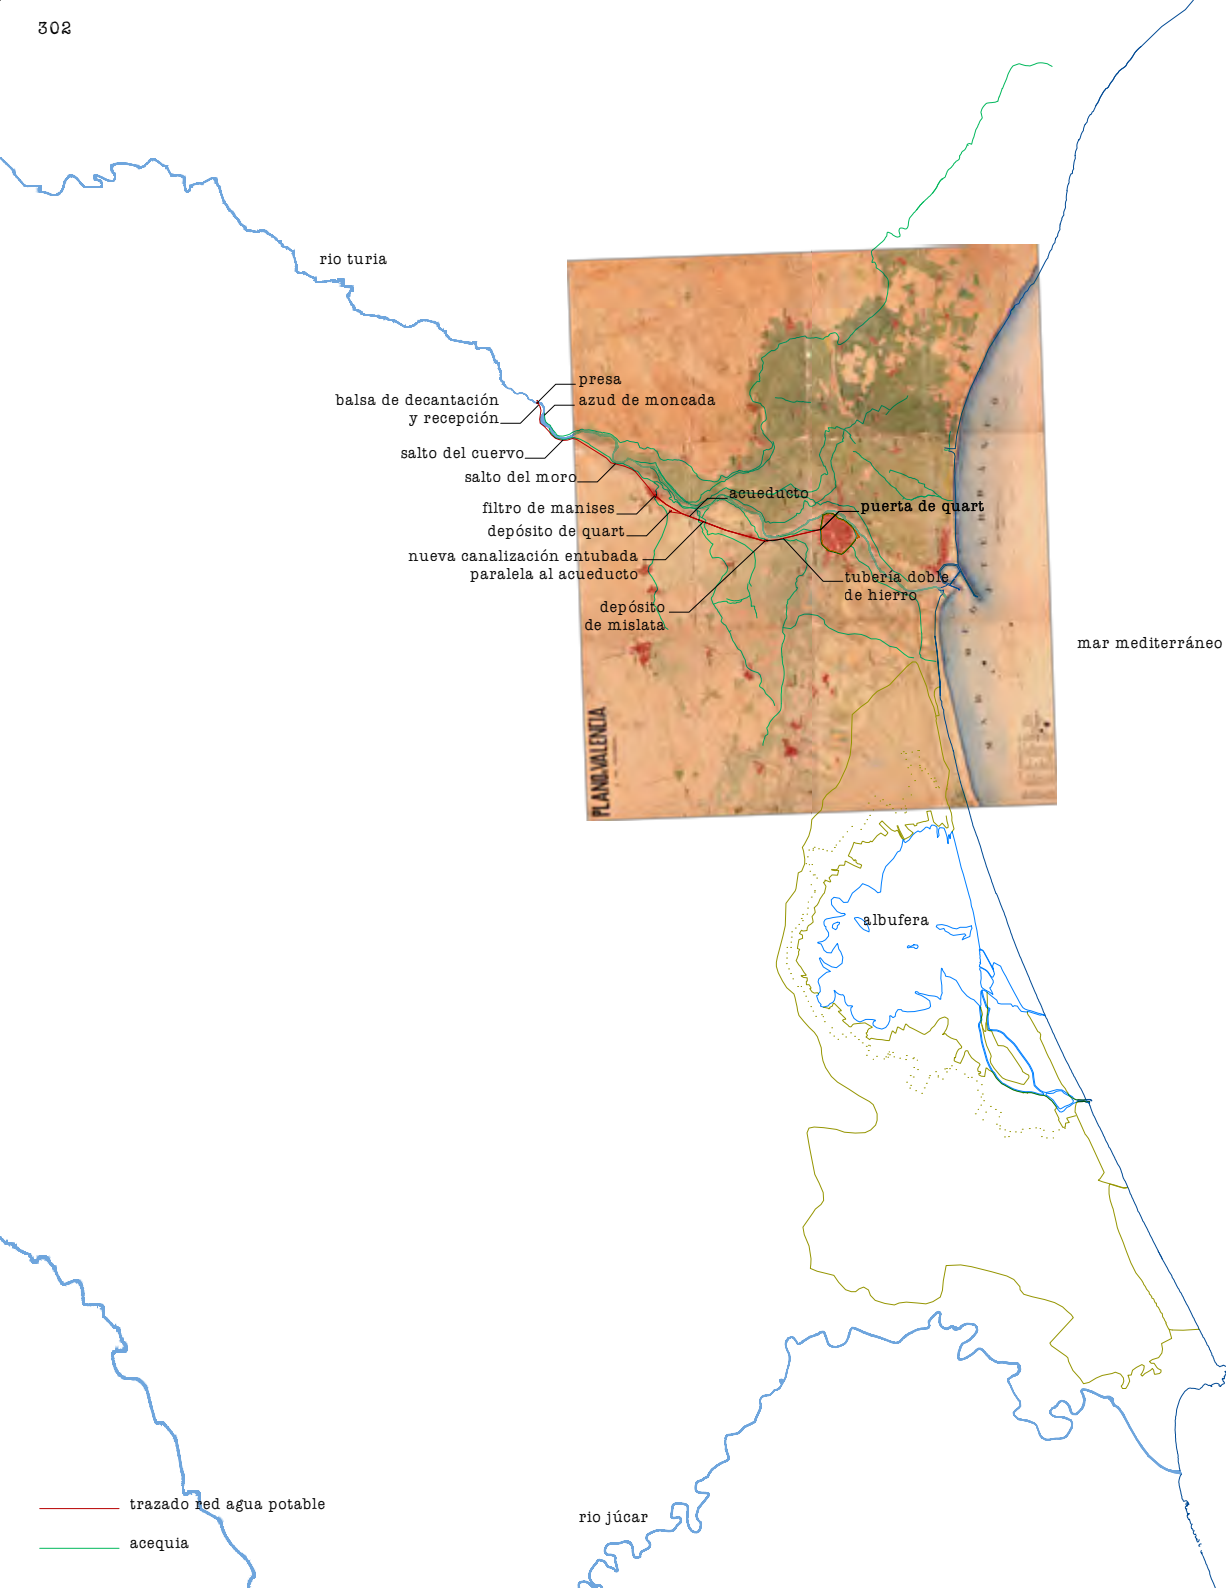 302
rio turia
presa
balsa de decantación
y recepción
azud de moncada
salto del cuervo
salto del moro
acueducto
filtro de manises
puerta de quart
depósito de quart
nueva canalización entubada
paralela al acueducto
tubería doble
de hierro
depósito
de mislata
mar mediterráneo
albufera
trazado red agua potable
rio júcar
acequia